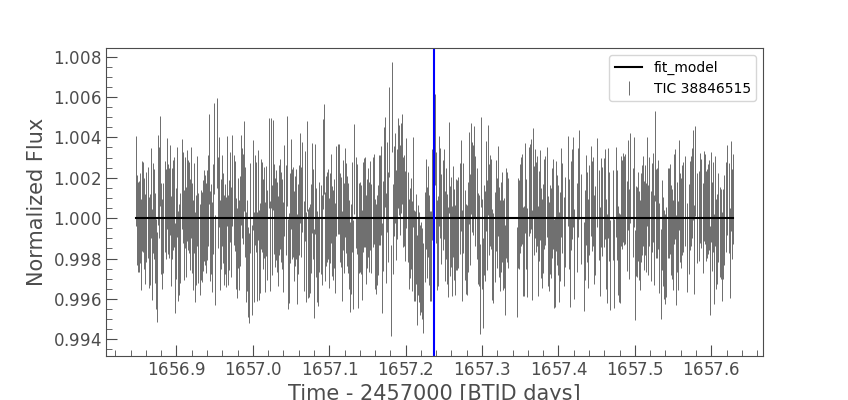 1.008
1.006
1.004
1.002
1.000
0.998
0.996
0.994
Normalized Flux
fit_model
TIC 38846515
1656.9 1657.0 1657.1 1657.2 1657.3 1657.4 1657.5 1657.6
Time - 2457000 [BTJD days]